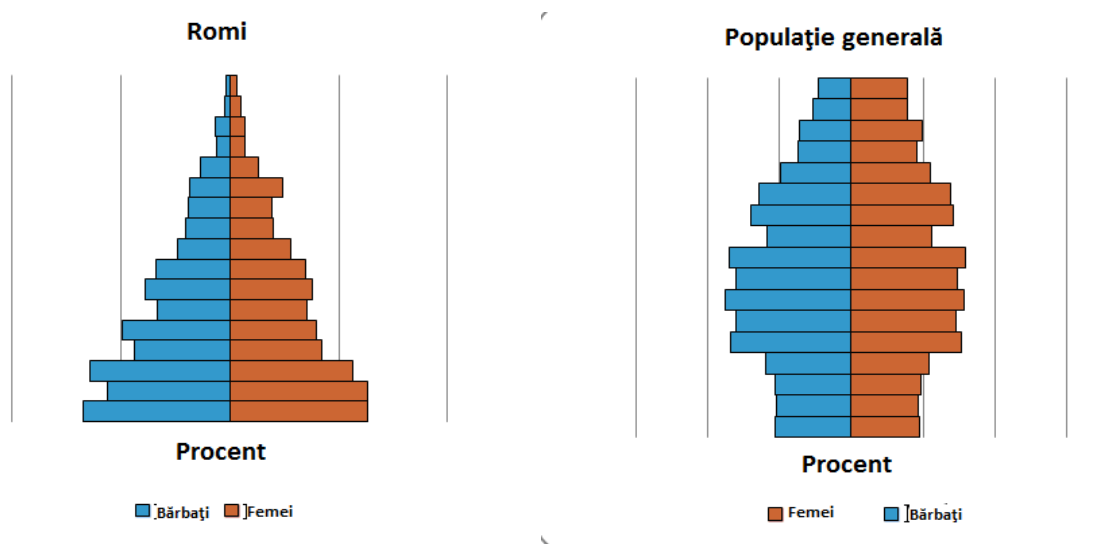 Romi
Procent
Bărbaţi Femei
Populaţie generală
Procent
Femei Bărbaţi